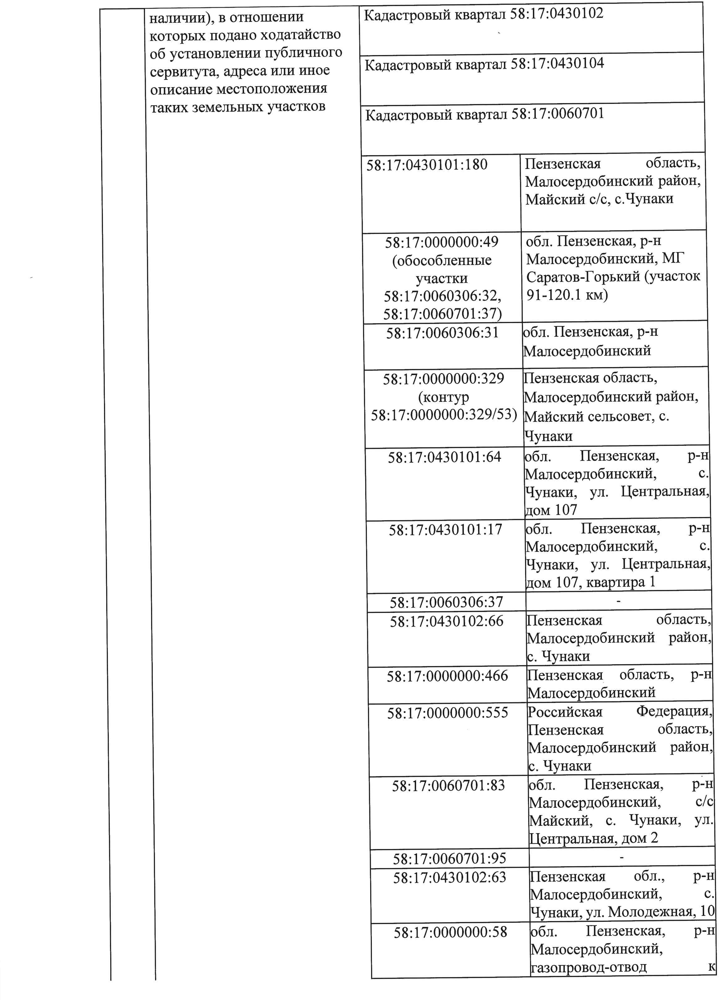 наличии), в отношении
которых подано ходатайство
об установлении публичного
сервитута, адреса или иное
описание местоположения
таких земельных участков
Кадастровый квартал 58:17:0430102
Кадастровый квартал 58:17:0430104
Кадастровый квартал 58:17:0060701
58:17:0430101:180
Пензенская область,
Малосердобинский район,
Майский с/с, с.Чунаки
58:17:0000000:49
(обособленные
участки
58:17:0060306:32,
58:17:0060701:37)
обл. Пензенская, р-н
Малосердобинский, МГ
Саратов-Горький (участок
91-120.1 км)
58:17:0060306:31
обл. Пензенская, р-н
Малосердобинский
58:17:0000000:329
(контур
58:17:0000000:329/53)
Пензенская область,
Малосердобинский район,
Майский сельсовет, с.
Чунаки
58:17:0430101:64
обл. Пензенская, р-н
Малосердобинский, с.
Чунаки, ул. Центральная,
дом 107
58:17:0430101:17
обл. Пензенская, р-н
Малосердобинский, с.
Чунаки, ул. Центральная,
дом 107, квартира 1
58:17:0060306:37
-
58:17:0430102:66
Пензенская область,
Малосердобинский район,
с. Чунаки
58:17:0000000:466
Пензенская область, р-н
Малосердобинский
58:17:0000000:555
Российская Федерация,
Пензенская область,
Малосердобинский район,
с. Чунаки
58:17:0060701:83
обл. Пензенская, р-н
Малосердобинский, с/с
Майский, с. Чунаки, ул.
Центральная, дом 2
58:17:0060701:95
-
58:17:0430102:63
Пензенская обл., р-н
Малосердобинский, с.
Чунаки, ул. Молодежная, 10
58:17:0000000:58
обл. Пензенская, р-н
Малосердобинский,
газопровод-отвод к